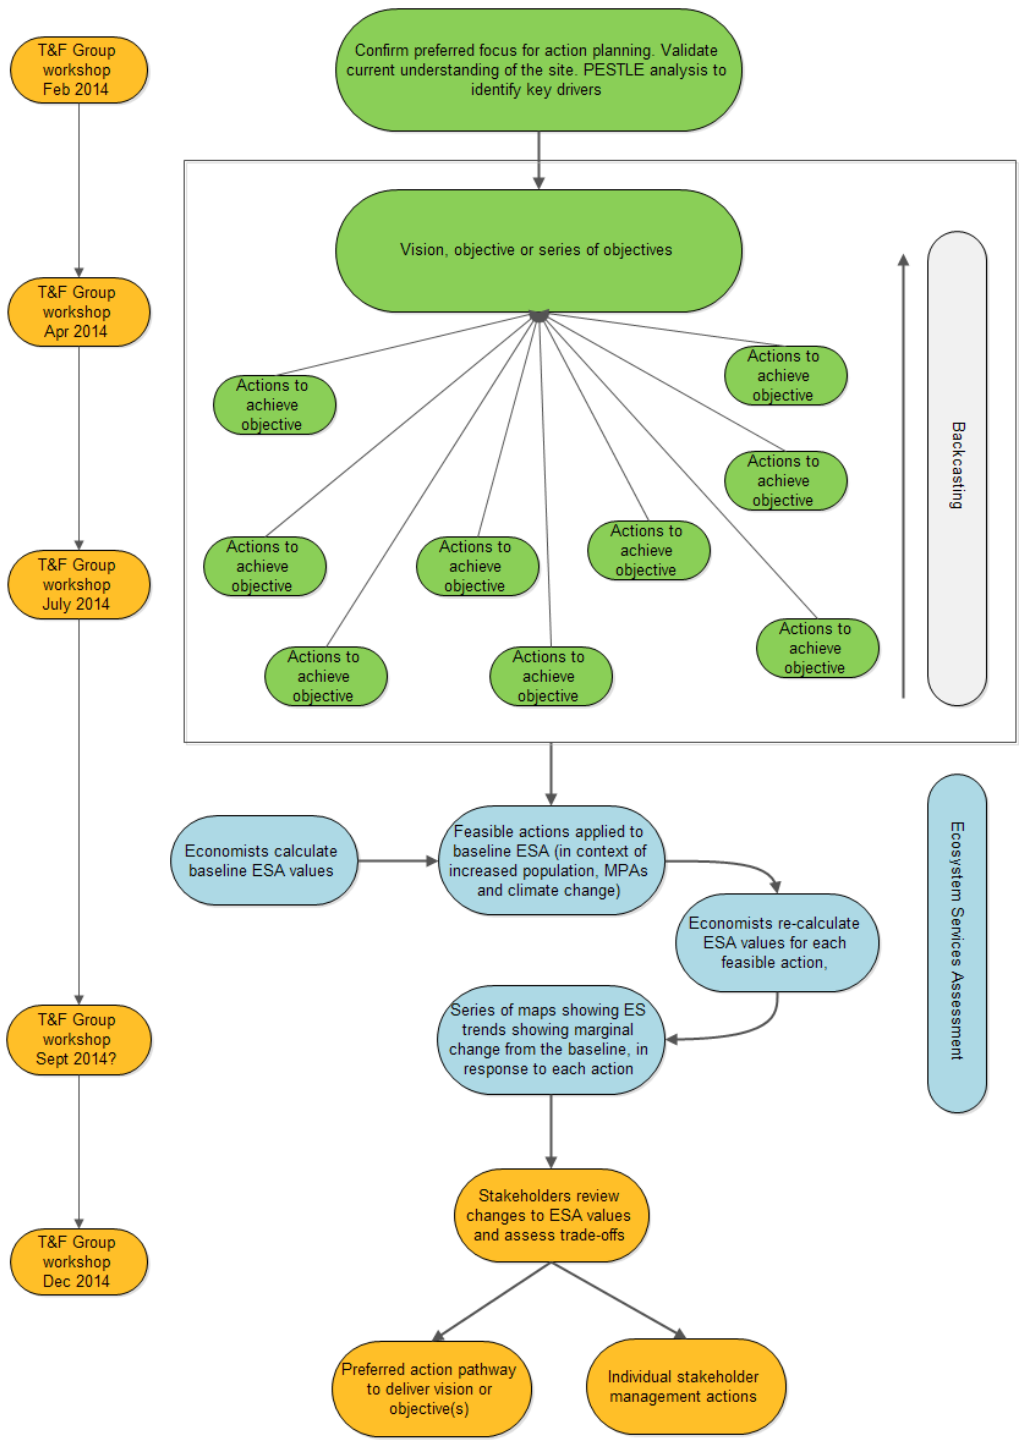 T&F Group
workshop
Feb 2014
Confirm preferred focus for action planning. Validate
current understanding of the site. PESTLE analysis to
identify key drivers
Vision, objective or series of objectives
T&F Group
workshop
Apr 2014
Actions to
achieve
objective
Actions to
achieve
objective
Actions to
achieve
objective
Backcasting
T&F Group
workshop
July 2014
Actions to
achieve
objective
Actions to
achieve
objective
Actions to
achieve
objective
Actions to
achieve
objective
Actions to
achieve
objective
Actions to
achieve
objective
Economists calculate
baseline ESA values
Feasible actions applied to
baseline ESA (in context of
increased population, MPAs
and climate change)
Economists re-calculate
ESA values for each
feasible action,
Ecosystem Services Assessment
Series of maps showing ES
trends showing marginal
change from the baseline, in
response to each action
T&F Group
workshop
Sept 2014?
Stakeholders review
changes to ESA values
and assess trade-offs
T&F Group
workshop
Dec 2014
Preferred action pathway
to deliver vision or
objective(s)
Individual stakeholder
management actions